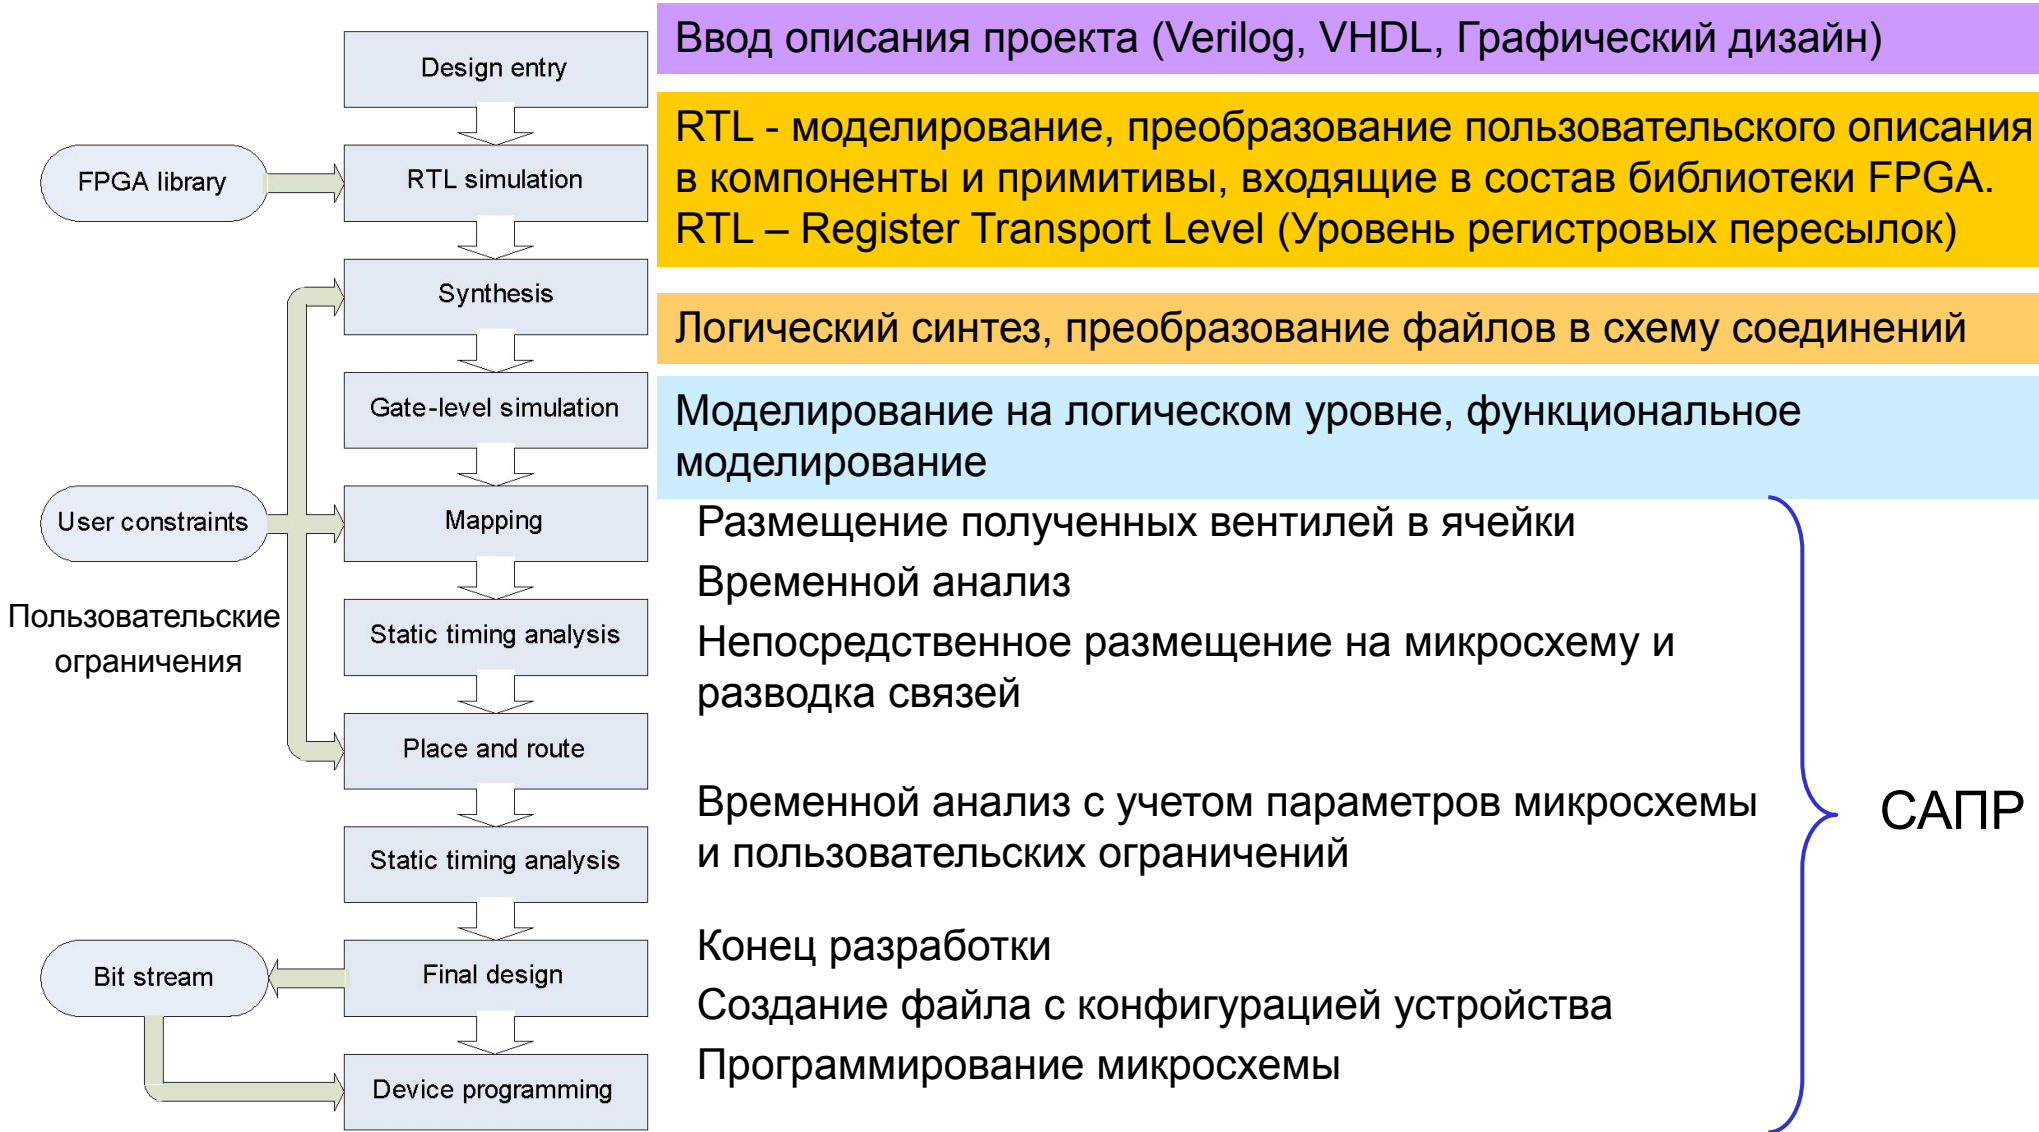 Design entry
Ввод описания проекта (Verilog, VHDL, Графический дизайн)
FPGA library
RTL simulation
RTL - моделирование, преобразование пользовательского описания
в компоненты и примитивы, входящие в состав библиотеки FPGA.
RTL – Register Transport Level (Уровень регистровых пересылок)
Synthesis
Логический синтез, преобразование файлов в схему соединений
Gate-level simulation
Моделирование на логическом уровне, функциональное
моделирование
User constraints
Пользовательские
ограничения
Mapping
Размещение полученных вентилей в ячейки
Временной анализ
Static timing analysis
Непосредственное размещение на микросхему и
разводка связей
Place and route
Временной анализ с учетом параметров микросхемы
и пользовательских ограничений
САПР
Static timing analysis
Bit stream
Final design
Конец разработки
Создание файла с конфигурацией устройства
Device programming
Программирование микросхемы